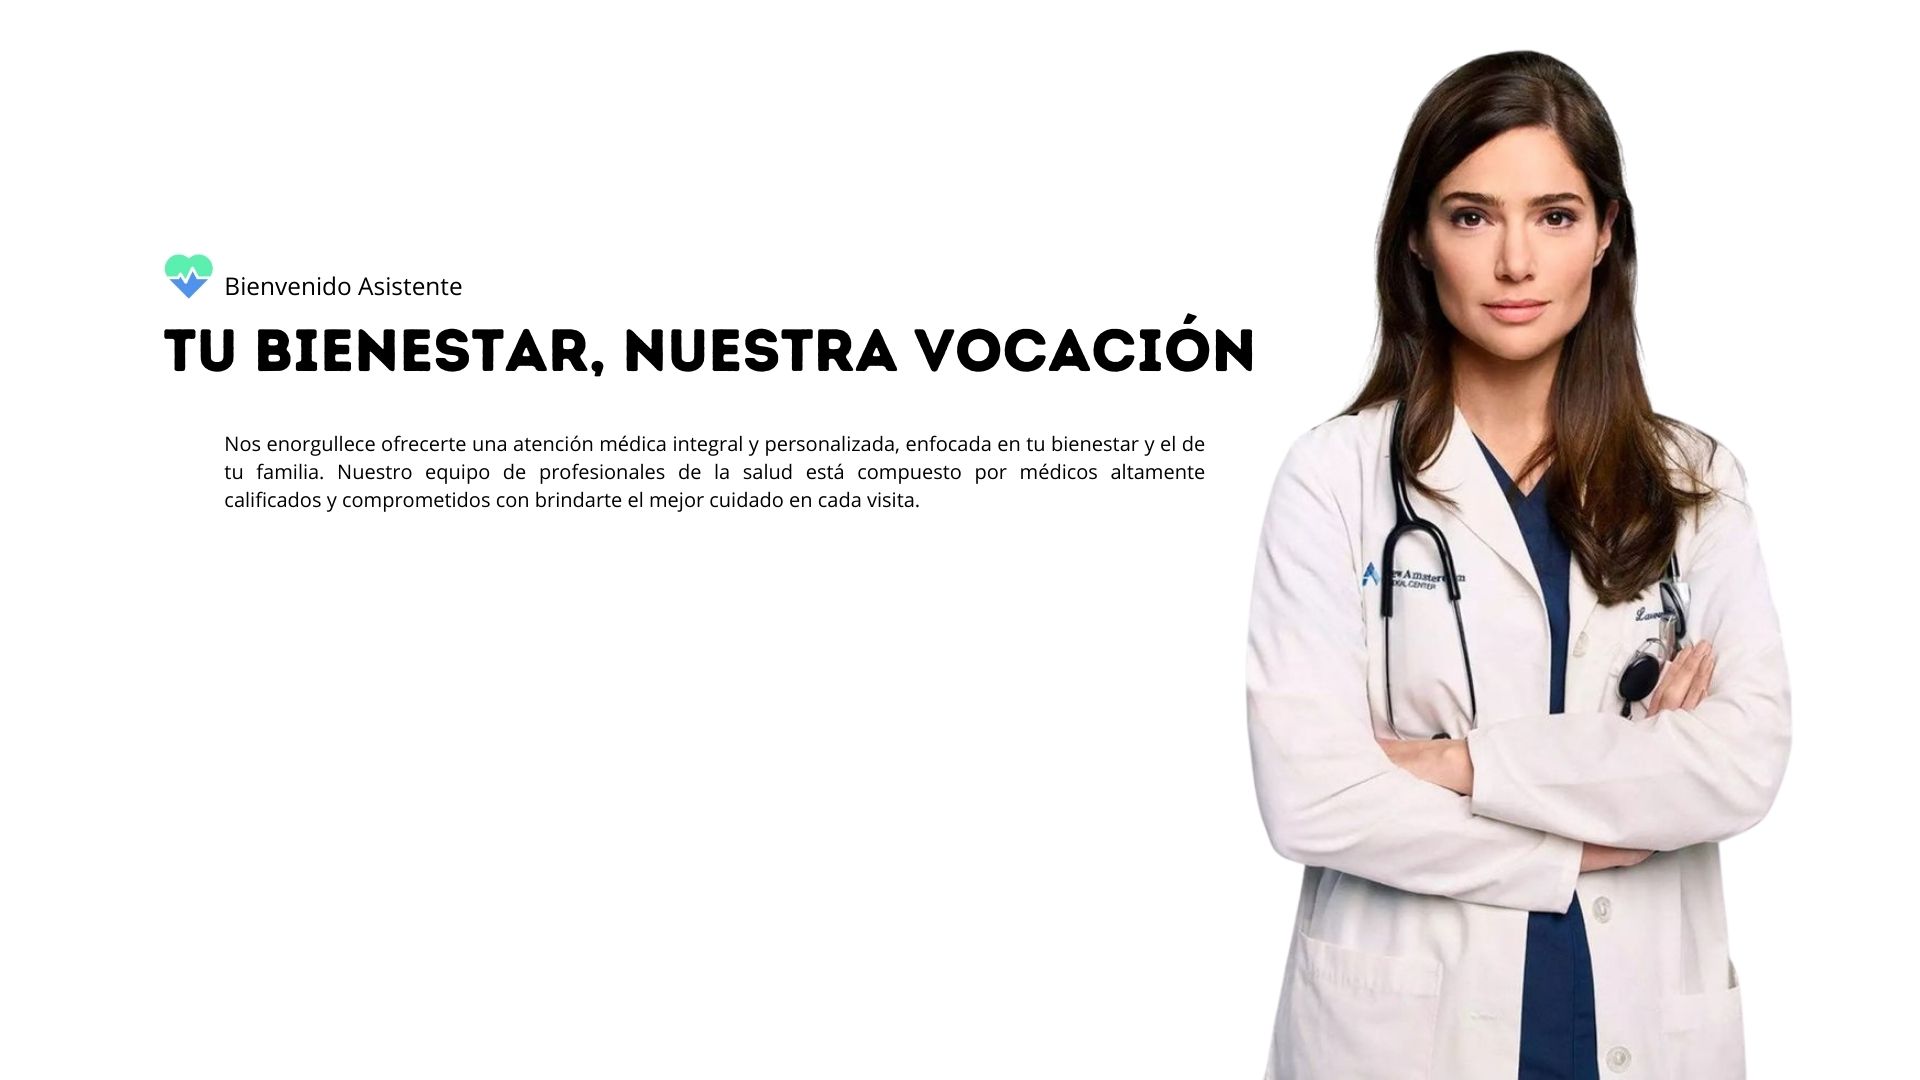 Bienvenido Asistente
TU BIENESTAR, NUESTRA VOCACIÓN
Nos enorgullece ofrecerte una atención médica integral y personalizada, enfocada en tu bienestar y el de
tu familia. Nuestro equipo de profesionales de la salud está compuesto por médicos altamente
calificados y comprometidos con brindarte el mejor cuidado en cada visita.
CENTER